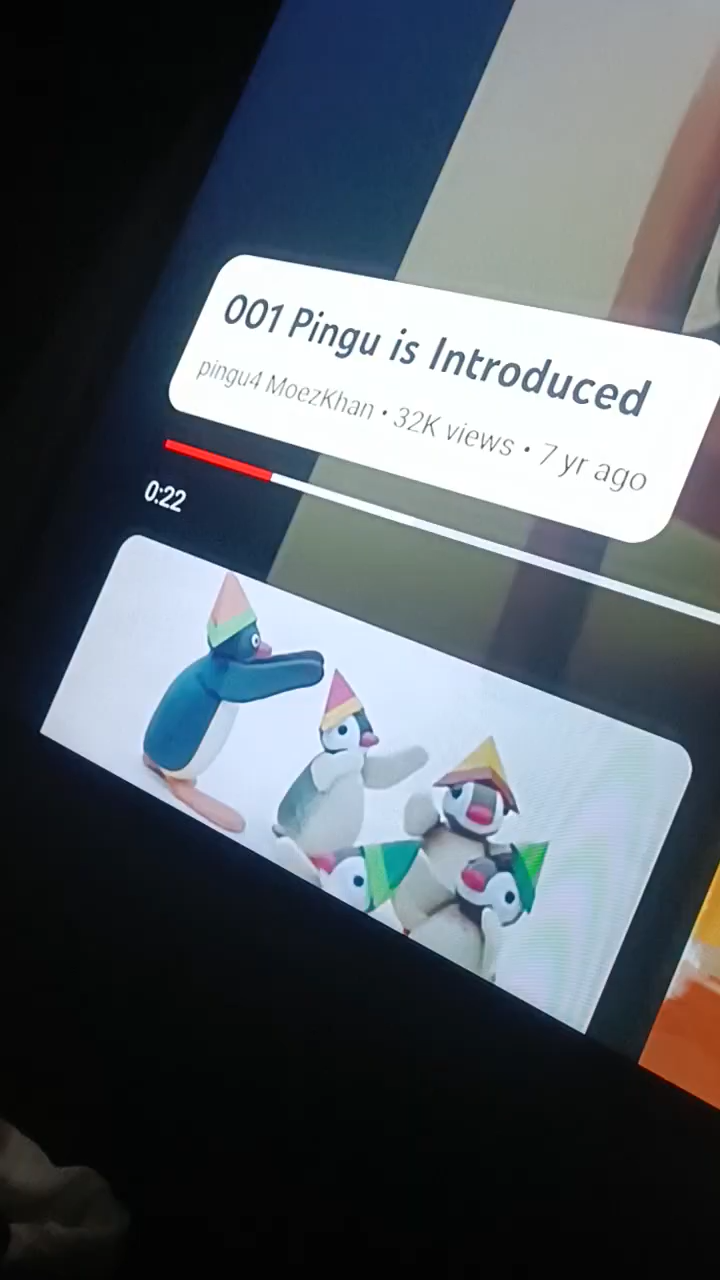 001 Pingu is Introduced
pingu4 MoezKhan • 32K views • 7 yr ago
0:22